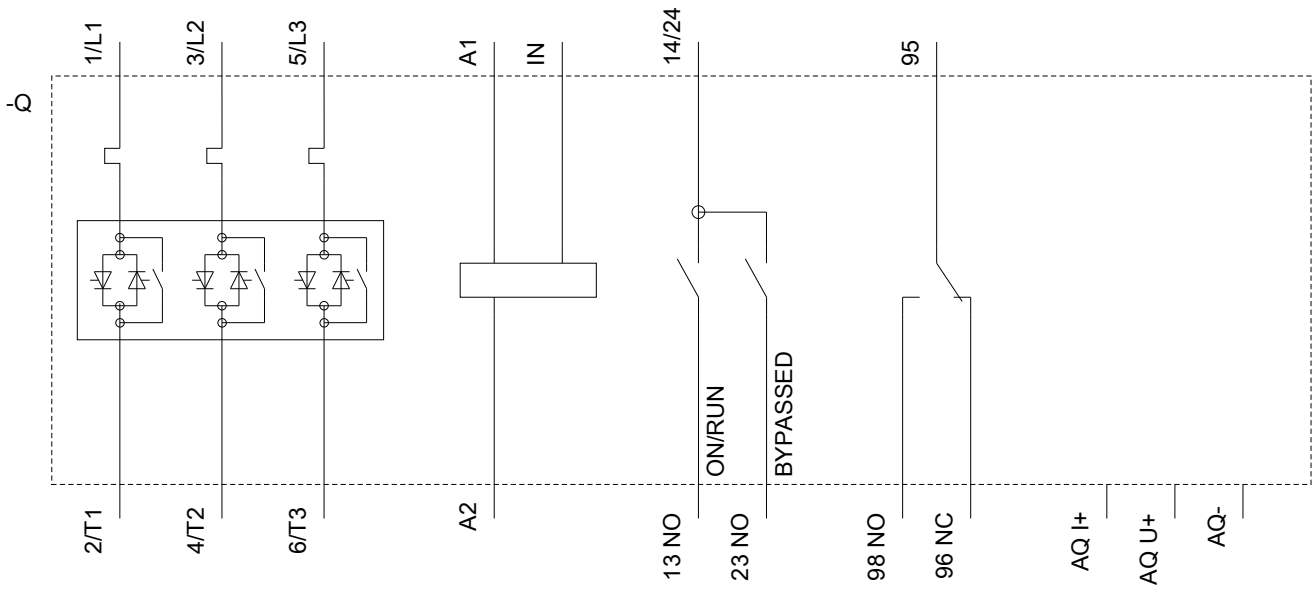 1/L1
3/L2
5/L3
A1
IN
14/24
95
-Q
ON/RUN
BYPASSED
2/T1
4/T2
6/T3
A2
13 NO
23 NO
98 NO
96 NC
AQ I+
AQ U+
AQ-